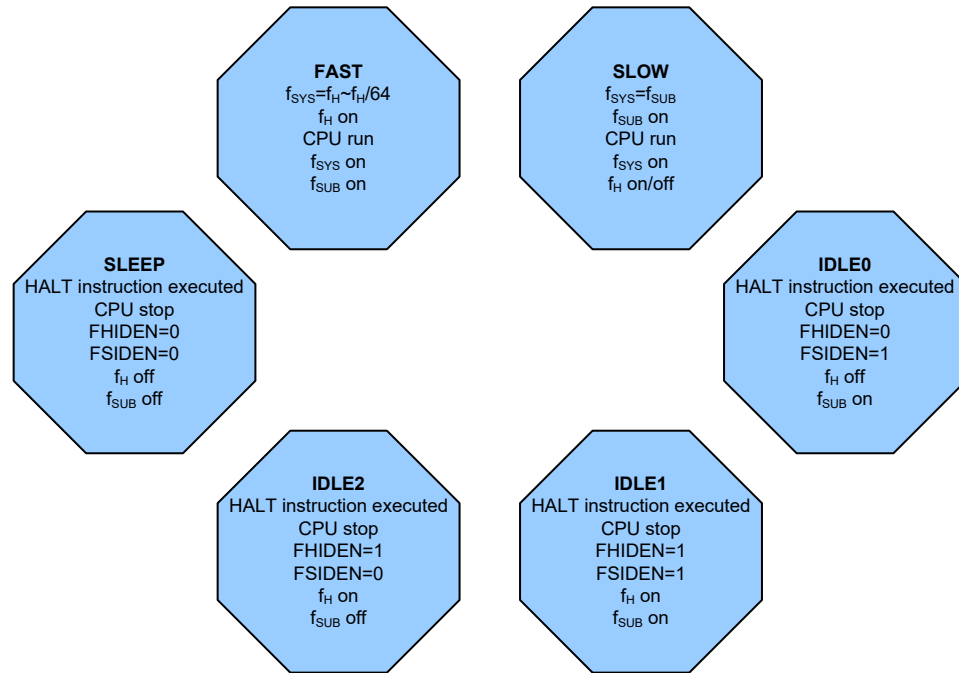 FAST
fSYS=fH~fH/64
fH on
CPU run
fSYS on
fSUB on
SLOW
fSYS=fSUB
fSUB on
CPU run
fSYS on
fH on/off
SLEEP
HALT instruction executed
CPU stop
FHIDEN=0
FSIDEN=0
fH off
fSUB off
IDLE0
HALT instruction executed
CPU stop
FHIDEN=0
FSIDEN=1
fH off
fSUB on
IDLE2
HALT instruction executed
CPU stop
FHIDEN=1
FSIDEN=0
fH on
fSUB off
IDLE1
HALT instruction executed
CPU stop
FHIDEN=1
FSIDEN=1
fH on
fSUB on